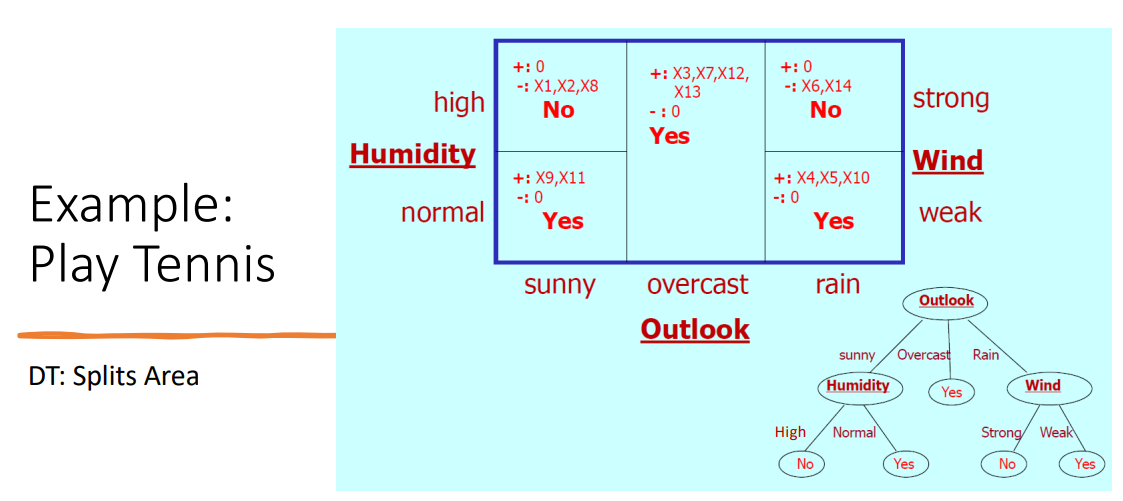 Example:
Play Tennis
DT: Splits Area
high
Humidity
normal
+: 0
-: X1,X2,X8
No
+: X3,X7,X12,
X13
- : 0
Yes
+: 0
-: X6,X14
No
+: X9,X11
-: 0
Yes
+: X4,X5,X10
-: 0
Yes
strong
Wind
weak
sunny overcast rain
Outlook
Outlook
sunny Overcast Rain
Humidity Yes Wind
High Normal Strong Weak
No Yes No Yes